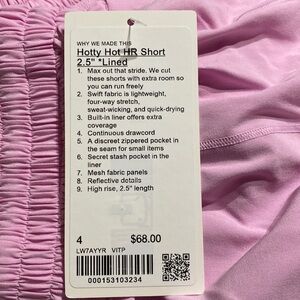 WHY WE MADE THIS
Hotty Hot HR Short
2.5" *Lined
1. Max out that stride. We cut
these shorts with extra room so
you can run freely
2. Swift fabric is lightweight,
four-way stretch,
sweat-wicking, and quick-drying
3. Built-in liner offers extra
coverage
4. Continuous drawcord
5. A discreet zippered pocket in
the seam for small items
6. Secret stash pocket in the
liner
7. Mesh fabric panels
8. Reflective details
9. High rise, 2.5" length
4 $68.00
LW7AYYR VITP
000153103234